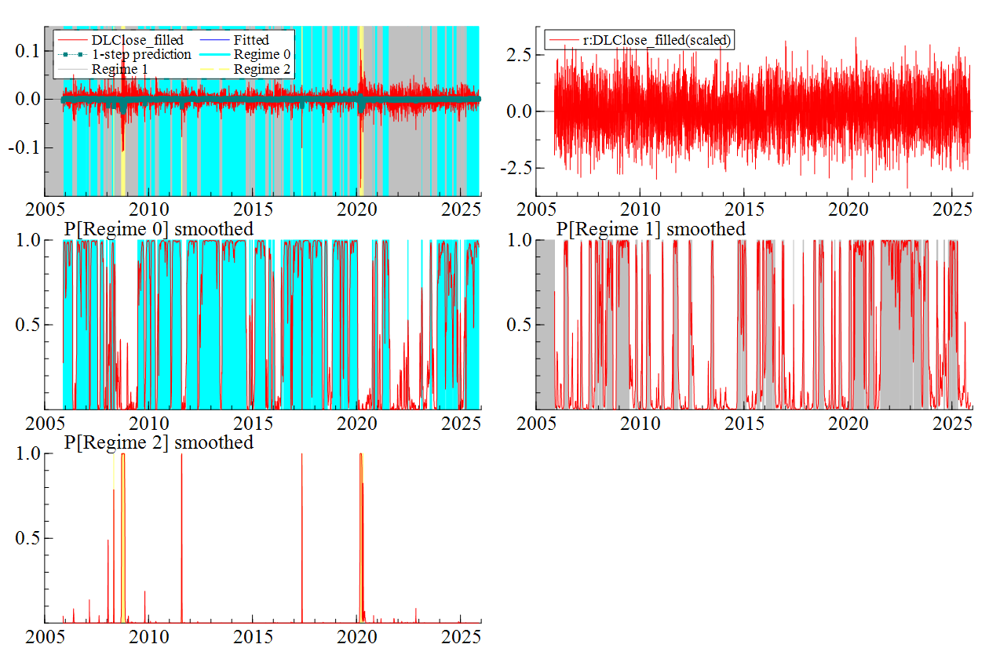 DLClose_filled Fitted
1-step prediction Regime 0
Regime 1 Regime 2
0.1
0.0
-0.1
2005 2010 2015 2020 2025
r:DLClose_filled(scaled)
2.5
0.0
-2.5
2005 2010 2015 2020 2025
P[Regime 0] smoothed
1.0
0.5
2005 2010 2015 2020 2025
P[Regime 1] smoothed
1.0
0.5
2005 2010 2015 2020 2025
P[Regime 2] smoothed
1.0
0.5
2005 2010 2015 2020 2025